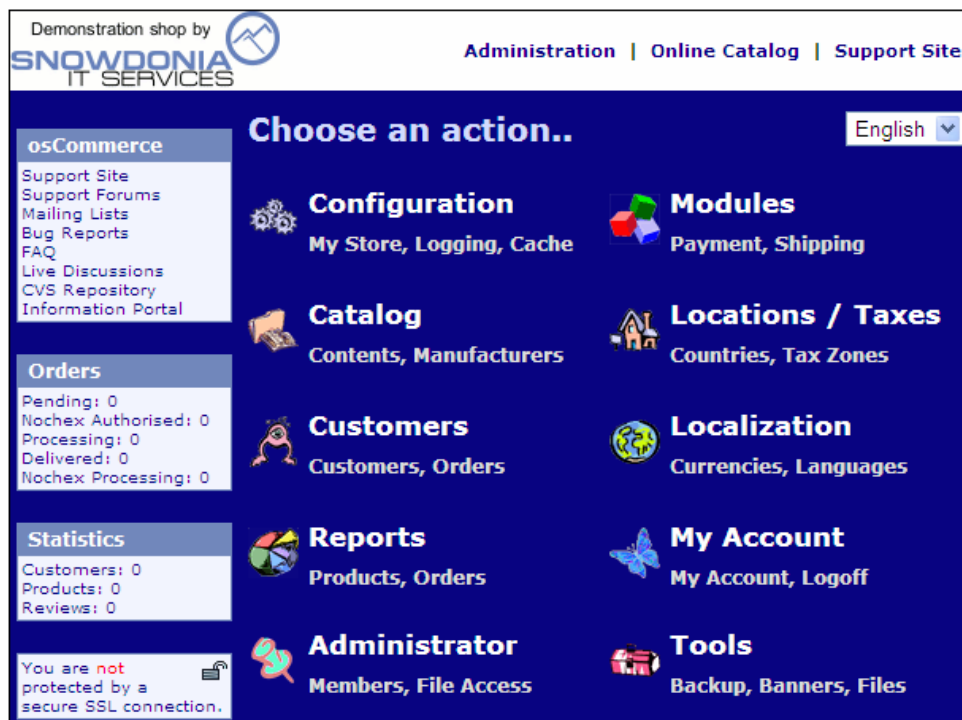 Demonstration shop by
SNOWDONIA
IT SERVICES
Administration | Online Catalog | Support Site
Choose an action..
English
osCommerce
Support Site
Support Forums
Mailing Lists
Bug Reports
FAQ
Live Discussions
CVS Repository
Information Portal
Orders
Pending: 0
Nochex Authorised: 0
Processing: 0
Delivered: 0
Nochex Processing: 0
Statistics
Customers: 0
Products: 0
Reviews: 0
You are not
protected by a
secure SSL connection.
Configuration
My Store, Logging, Cache
Modules
Payment, Shipping
Catalog
Contents, Manufacturers
Locations / Taxes
Countries, Tax Zones
Customers
Customers, Orders
Localization
Currencies, Languages
Reports
Products, Orders
My Account
My Account, Logoff
Administrator
Members, File Access
Tools
Backup, Banners, Files